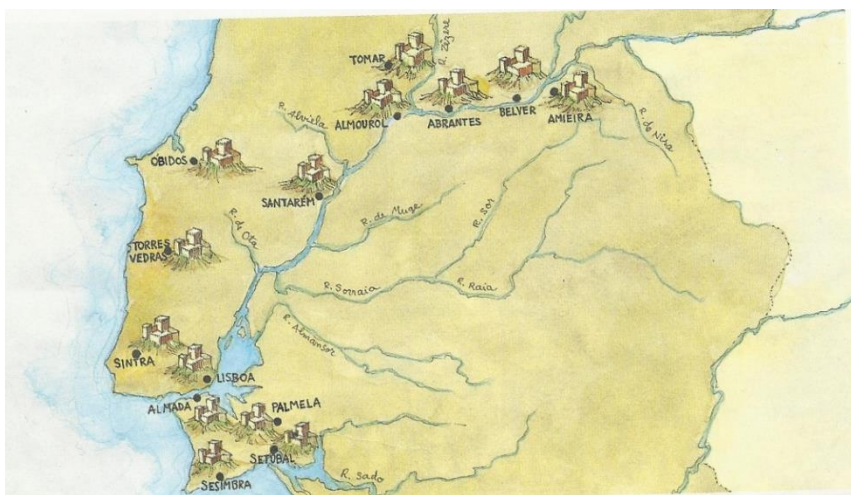 TOMAR
R. Zêzere
ALMOUROL
ABRANTES
BELVER
AMIEIRA
R. de Nisa
R. Alviela
ÓBIDOS
SANTARÉM
R. de Muge
R. Sor
R. de Ota
TORRES
VEDRAS
R. Sorraia
R. Raia
R. Almansor
SINTRA
LISBOA
ALMADA
PALMELA
SETÚBAL
SESIMBRA
R. Sado